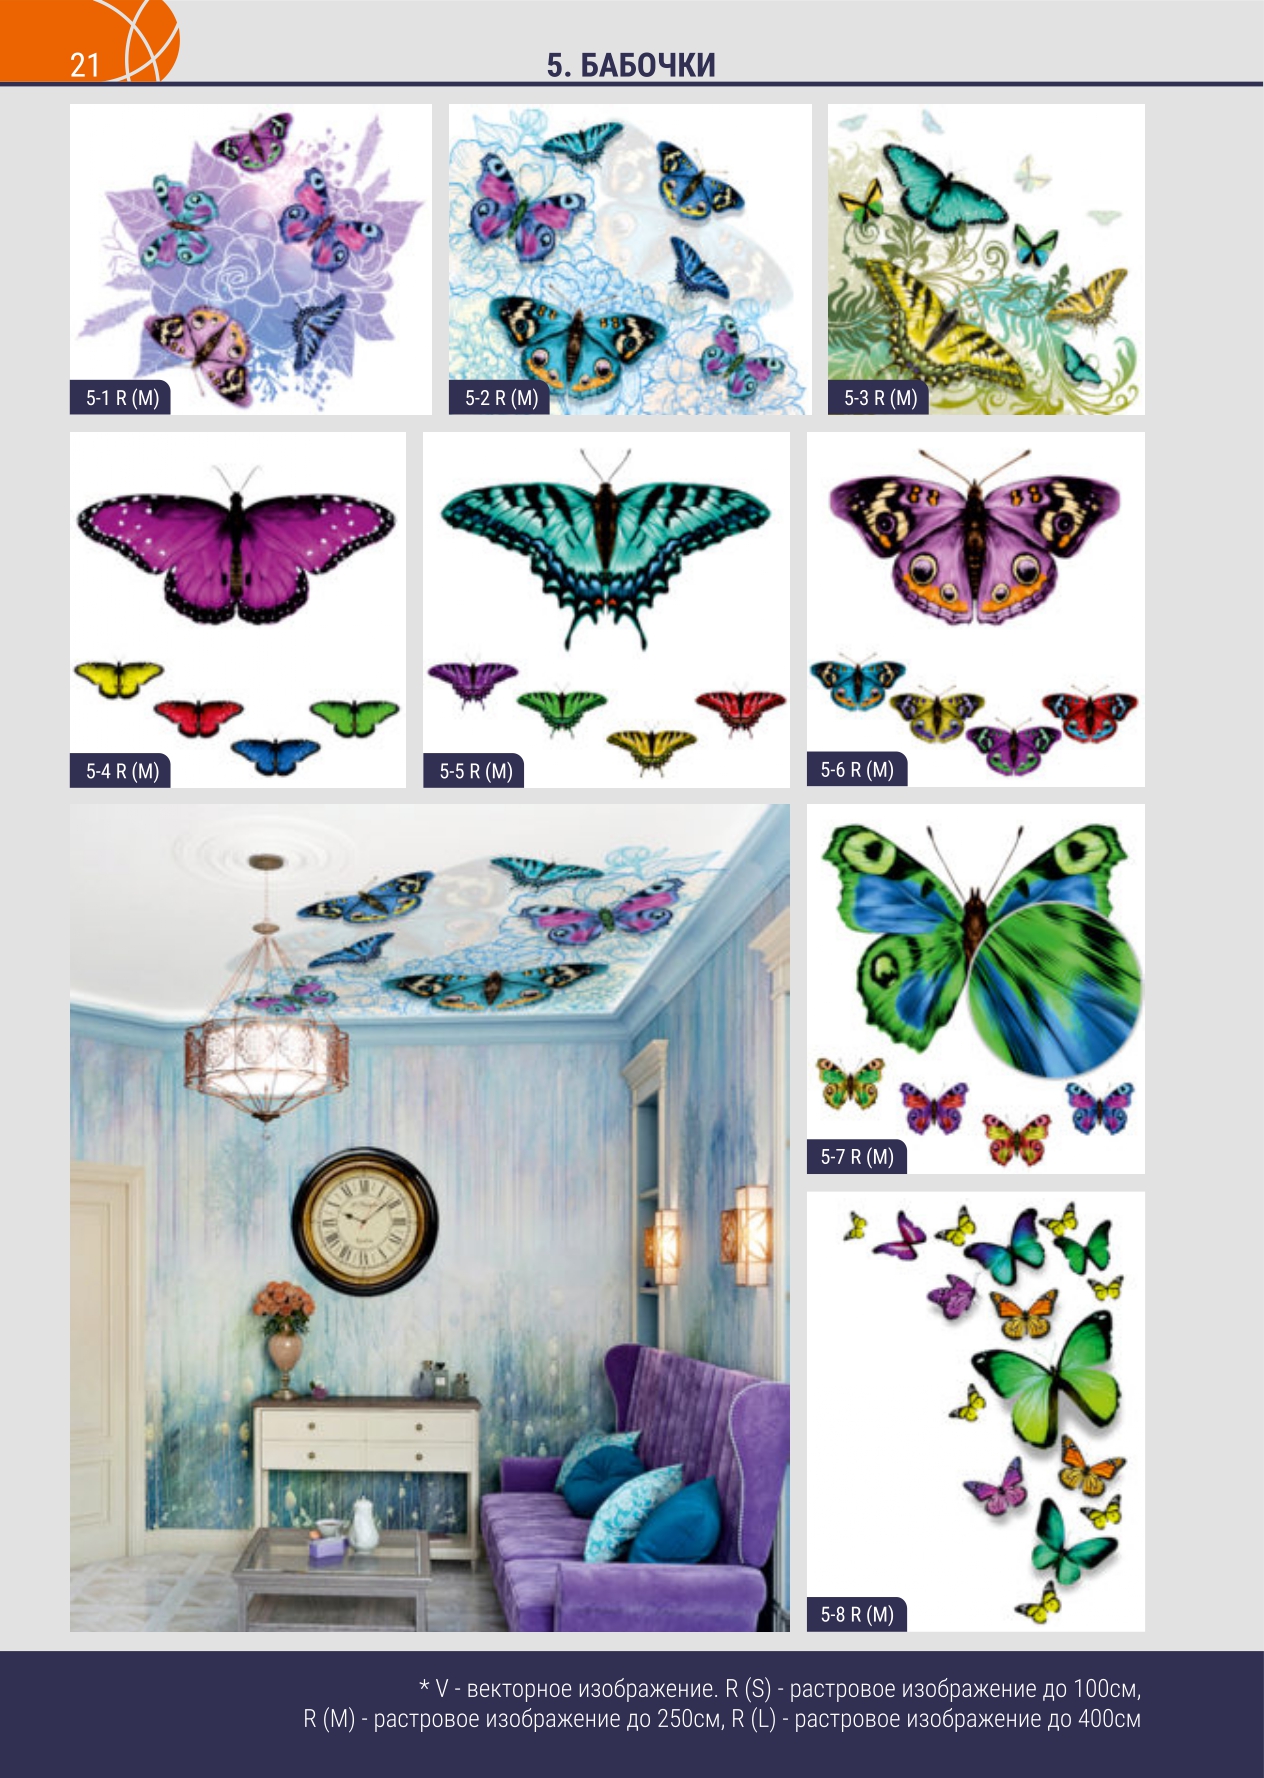 21
5. БАБОЧКИ
5-1 R (M)
5-2 R (M)
5-3 R (M)
5-4 R (M)
5-5 R (M)
5-6 R (M)
5-7 R (M)
5-8 R (M)
* V - векторное изображение. R (S) - растровое изображение до 100см,
R (M) - растровое изображение до 250см, R (L) - растровое изображение до 400см